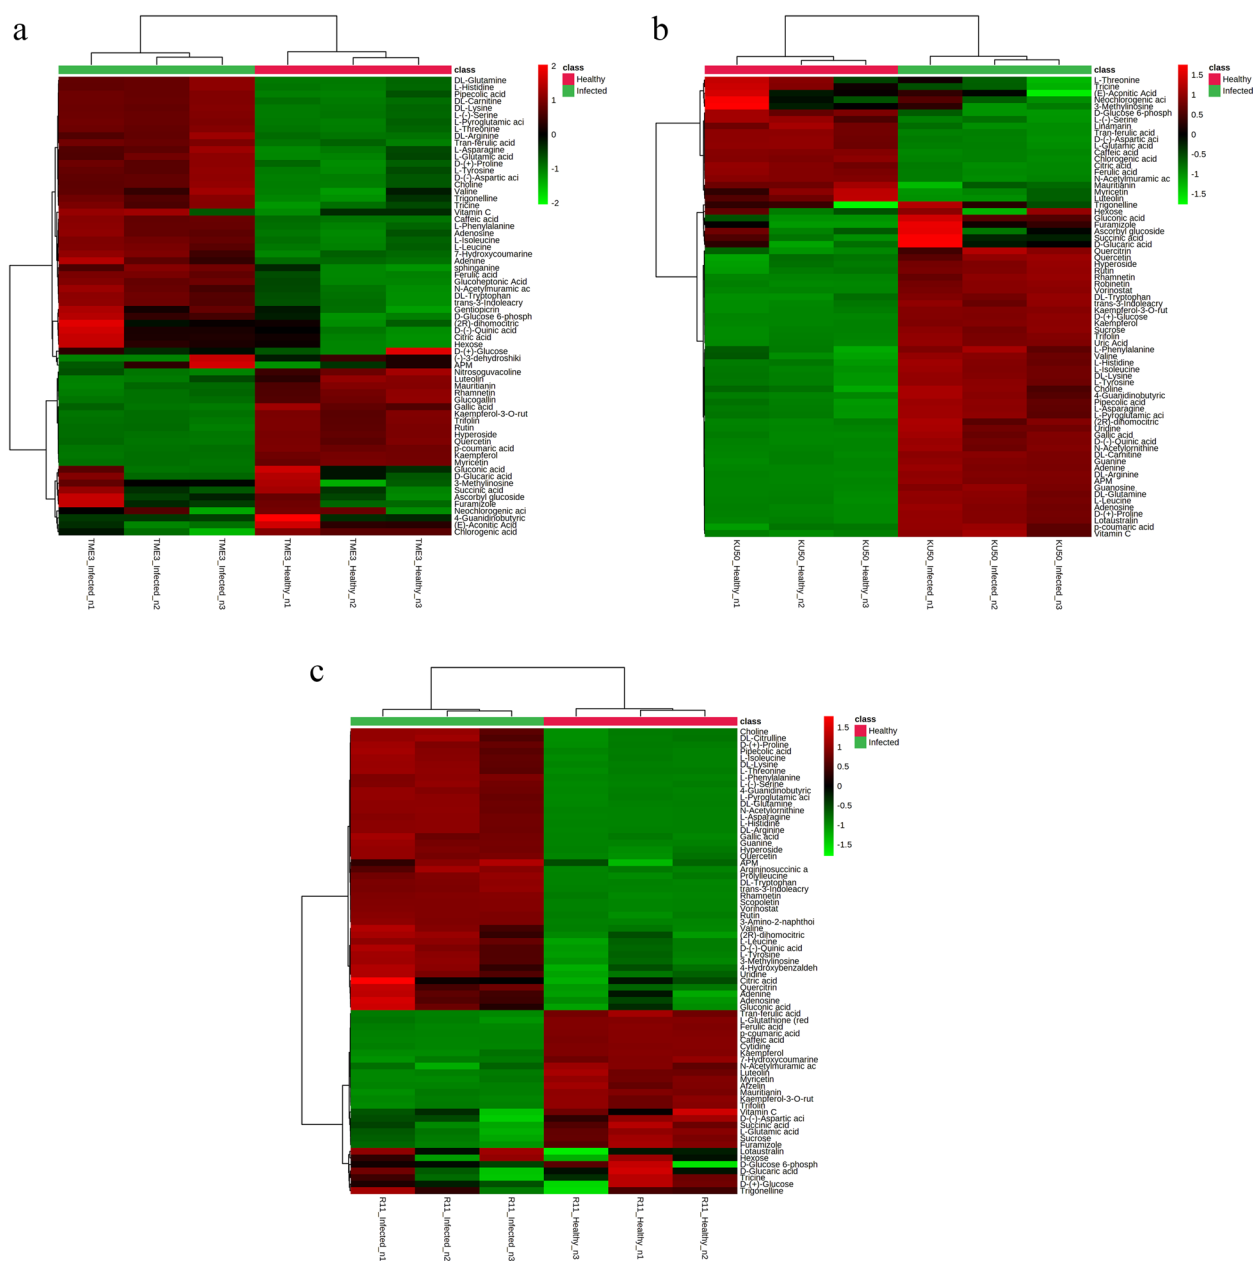 a
class
Healthy
Infected
2
1
0
-1
-2
DL-Glutamine
L-Histidine
Pipecolic acid
DL-Carnitine
DL-Lysine
L-(-)-Serine
L-Pyroglutamic aci
L-Threonine
DL-Arginine
Tran-ferulic acid
L-Asparagine
L-Glutamic acid
D-(+)-Proline
L-Tyrosine
D-(-)-Aspartic aci
Choline
Valine
Trigonelline
Tricine
Vitamin C
Caffeic acid
L-Phenylalanine
Adenosine
L-Isoleucine
L-Leucine
7-Hydroxycoumarine
Adenine
sphinganine
Ferulic acid
Glucoheptonic Acid
N-Acetylmuramic ac
DL-Tryptophan
trans-3-Indoleacry
Gentiopicrin
D-Glucose 6-phosph
(2R)-dihomocitric
D-(-)-Quinic acid
Citric acid
Hexose
D-(+)-Glucose
(-)-3-dehydroshiki
APM
Nitrosoguvacoline
Luteolin
Mauritianin
Rhamnetin
Glucogallin
Gallic acid
Kaempferol-3-O-rut
Trifolin
Rutin
Hyperoside
Quercetin
p-coumaric acid
Kaempferol
Myricetin
Gluconic acid
D-Glucaric acid
3-Methylinosine
Succinic acid
Ascorbyl glucoside
Furamizole
Neochlorogenic aci
4-Guanidinobutyric
(E)-Aconitic Acid
Chlorogenic acid
TME3_Infected_n1
TME3_Infected_n2
TME3_Infected_n3
TME3_Healthy_n1
TME3_Healthy_n2
TME3_Healthy_n3
b
class
Healthy
Infected
1.5
1
0.5
0
-0.5
-1
-1.5
L-Threonine
Tricine
(E)-Aconitic Acid
Neochlorogenic aci
3-Methylinosine
D-Glucose 6-phosph
L-(-)-Serine
Linamarin
Tran-ferulic acid
D-(-)-Aspartic aci
L-Glutamic acid
Caffeic acid
Chlorogenic acid
Citric acid
Ferulic acid
N-Acetylmuramic ac
Mauritianin
Myricetin
Luteolin
Trigonelline
Hexose
Gluconic acid
Furamizole
Ascorbyl glucoside
Succinic acid
D-Glucaric acid
Quercitrin
Quercetin
Hyperoside
Rutin
Rhamnetin
Robinetin
Vorinostat
DL-Tryptophan
trans-3-Indoleacry
Kaempferol-3-O-rut
D-(+)-Glucose
Kaempferol
Sucrose
Trifolin
Uric Acid
L-Phenylalanine
Valine
L-Histidine
L-Isoleucine
DL-Lysine
L-Tyrosine
Choline
4-Guanidinobutyric
Pipecolic acid
L-Asparagine
L-Pyroglutamic aci
(2R)-dihomocitric
Uridine
Gallic acid
D-(-)-Quinic acid
N-Acetylornithine
DL-Carnitine
Guanine
Adenine
DL-Arginine
APM
Guanosine
DL-Glutamine
L-Leucine
Adenosine
D-(+)-Proline
Lotaustralin
p-coumaric acid
Vitamin C
KU50_Healthy_n1
KU50_Healthy_n2
KU50_Healthy_n3
KU50_Infected_n1
KU50_Infected_n2
KU50_Infected_n3
c
class
Healthy
Infected
1.5
1
0.5
0
-0.5
-1
-1.5
Choline
DL-Citrulline
D-(+)-Proline
Pipecolic acid
L-Isoleucine
DL-Lysine
L-Threonine
L-Phenylalanine
L-(-)-Serine
4-Guanidinobutyric
L-Pyroglutamic aci
DL-Glutamine
N-Acetylornithine
L-Asparagine
L-Histidine
DL-Arginine
Gallic acid
Guanine
Hyperoside
Quercetin
APM
Argininosuccinic a
Prolylleucine
DL-Tryptophan
trans-3-Indoleacry
Rhamnetin
Scopoletin
Vorinostat
Rutin
3-Amino-2-naphthoi
Valine
(2R)-dihomocitric
L-Leucine
D-(-)-Quinic acid
L-Tyrosine
3-Methylinosine
4-Hydroxybenzaldeh
Uridine
Citric acid
Quercitrin
Adenine
Adenosine
Gluconic acid
Tran-ferulic acid
L-Glutathione (red
Ferulic acid
p-coumaric acid
Caffeic acid
Cytidine
Kaempferol
7-Hydroxycoumarine
N-Acetylmuramic ac
Luteolin
Myricetin
Afzelin
Mauritianin
Kaempferol-3-O-rut
Trifolin
Vitamin C
D-(-)-Aspartic aci
Succinic acid
L-Glutamic acid
Sucrose
Furamizole
Lotaustralin
Hexose
D-Glucose 6-phosph
D-Glucaric acid
Tricine
D-(+)-Glucose
Trigonelline
R11_Infected_n1
R11_Infected_n2
R11_Infected_n3
R11_Healthy_n3
R11_Healthy_n1
R11_Healthy_n2